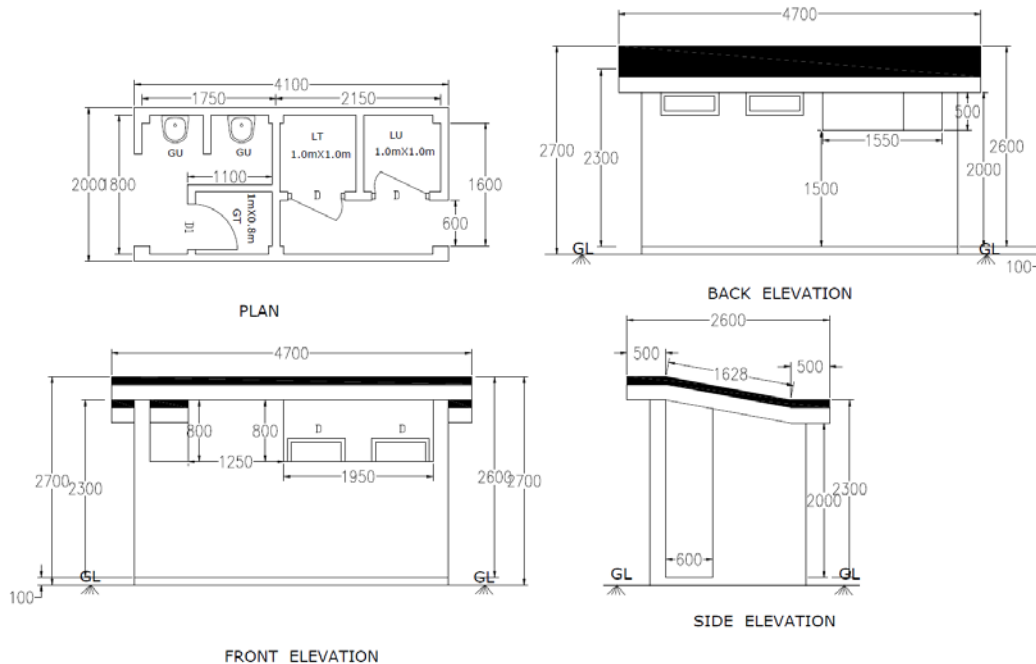 4100
1750
2150
2000
1800
GU
GU
LT
1.0mX1.0m
LU
1.0mX1.0m
1100
D
D
D1
1mX0.8m
GT
600
1600
PLAN
4700
2700
2300
500
1550
1500
2000
2600
GL
GL
100
BACK ELEVATION
4700
800
800
D
D
1250
1950
2700
2300
2600
2700
GL
GL
100
FRONT ELEVATION
2600
500
1628
500
600
2000
2300
GL
GL
SIDE ELEVATION